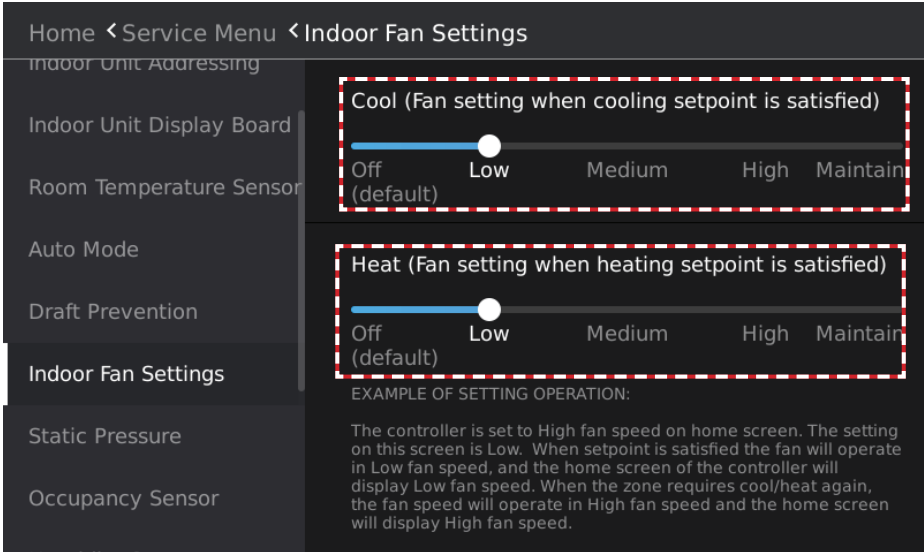 Home < Service Menu < Indoor Fan Settings
Indoor Unit Addressing
Indoor Unit Display Board
Room Temperature Sensor
Auto Mode
Draft Prevention
Indoor Fan Settings
Static Pressure
Occupancy Sensor
Cool (Fan setting when cooling setpoint is satisfied)
Off Low Medium High Maintain
(default)
Heat (Fan setting when heating setpoint is satisfied)
Off Low Medium High Maintain
(default)
EXAMPLE OF SETTING OPERATION:
The controller is set to High fan speed on home screen. The setting
on this screen is Low. When setpoint is satisfied the fan will operate
in Low fan speed, and the home screen of the controller will
display Low fan speed. When the zone requires cool/heat again,
the fan speed will operate in High fan speed and the home screen
will display High fan speed.